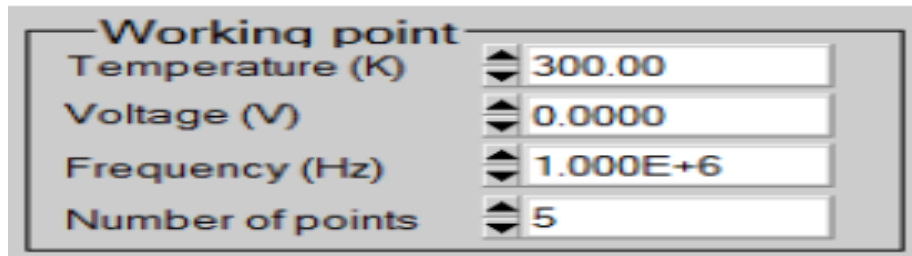 Working point
Temperature (K) 300.00
Voltage (V) 0.0000
Frequency (Hz) 1.000E+6
Number of points 5